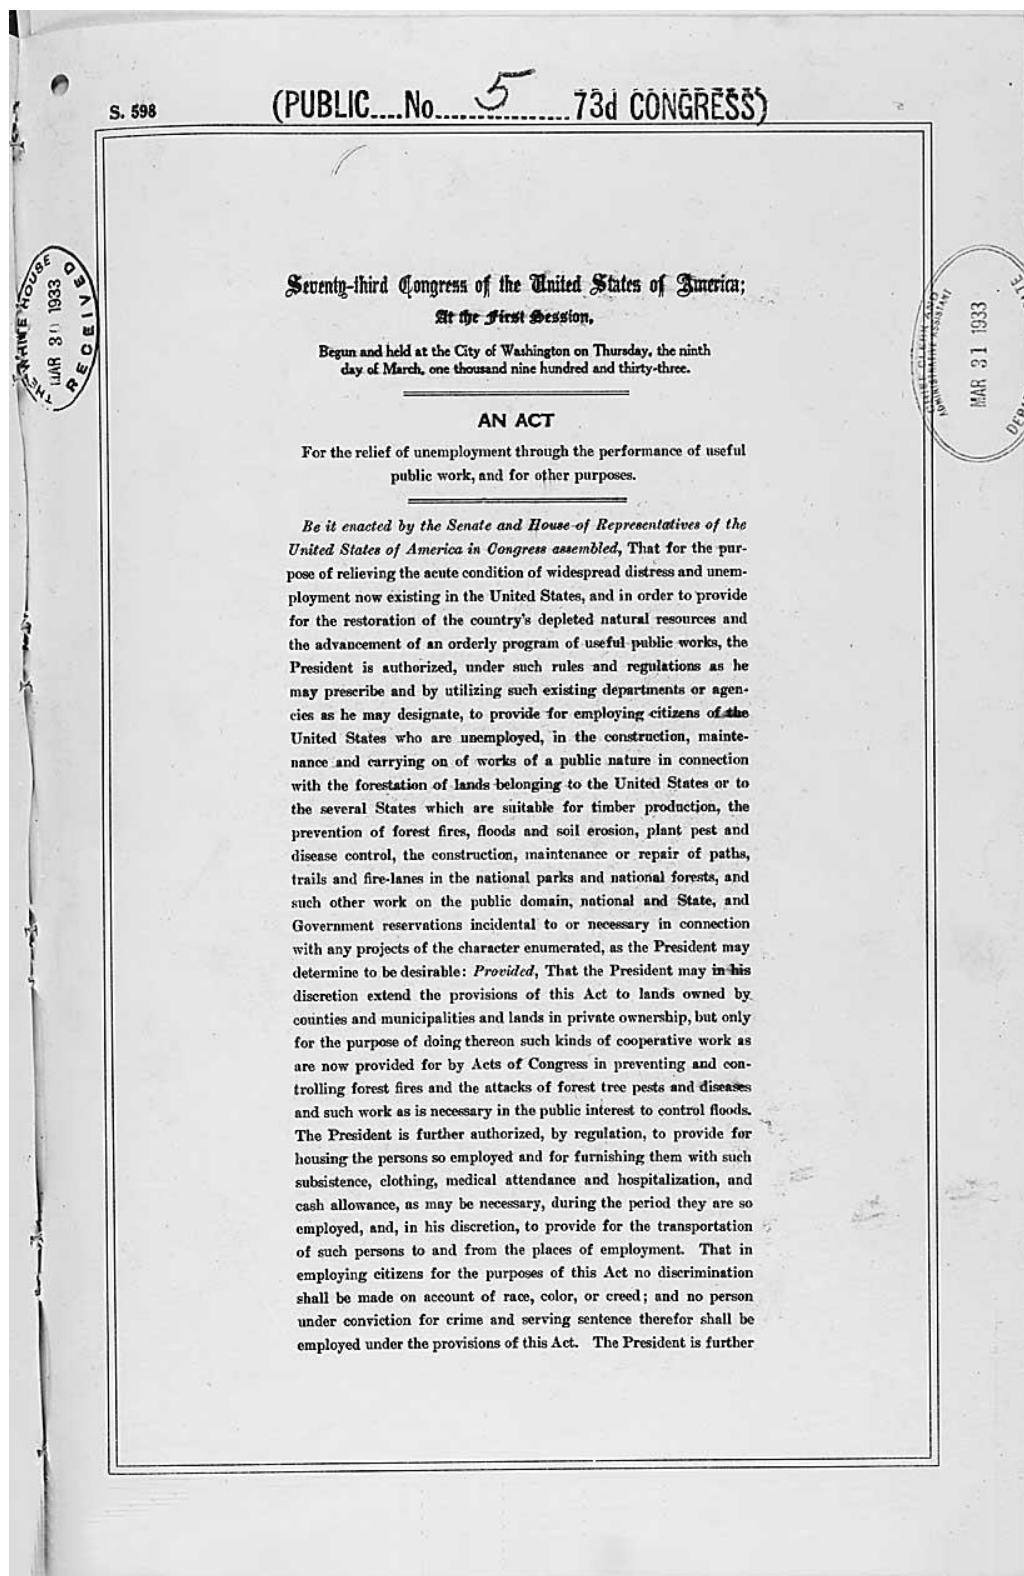 S. 598
(PUBLIC....No....5....73d CONGRESS)
THE WHITE HOUSE
MAR 30 1933
RECEIVED
CHIEF CLERK AND
ADMINISTRATIVE ASSISTANT
MAR 31 1933
Seventy-third Congress of the United States of America;
At the First Session,
Begun and held at the City of Washington on Thursday, the ninth
day of March, one thousand nine hundred and thirty-three.
AN ACT
For the relief of unemployment through the performance of useful
public work, and for other purposes.
Be it enacted by the Senate and House of Representatives of the
United States of America in Congress assembled, That for the pur-
pose of relieving the acute condition of widespread distress and unem-
ployment now existing in the United States, and in order to provide
for the restoration of the country's depleted natural resources and
the advancement of an orderly program of useful public works, the
President is authorized, under such rules and regulations as he
may prescribe and by utilizing such existing departments or agen-
cies as he may designate, to provide for employing citizens of the
United States who are unemployed, in the construction, mainte-
nance and carrying on of works of a public nature in connection
with the forestation of lands belonging to the United States or to
the several States which are suitable for timber production, the
prevention of forest fires, floods and soil erosion, plant pest and
disease control, the construction, maintenance or repair of paths,
trails and fire-lanes in the national parks and national forests, and
such other work on the public domain, national and State, and
Government reservations incidental to or necessary in connection
with any projects of the character enumerated, as the President may
determine to be desirable: Provided, That the President may in his
discretion extend the provisions of this Act to lands owned by
counties and municipalities and lands in private ownership, but only
for the purpose of doing thereon such kinds of cooperative work as
are now provided for by Acts of Congress in preventing and con-
trolling forest fires and the attacks of forest tree pests and diseases
and such work as is necessary in the public interest to control floods.
The President is further authorized, by regulation, to provide for
housing the persons so employed and for furnishing them with such
subsistence, clothing, medical attendance and hospitalization, and
cash allowance, as may be necessary, during the period they are so
employed, and, in his discretion, to provide for the transportation
of such persons to and from the places of employment. That in
employing citizens for the purposes of this Act no discrimination
shall be made on account of race, color, or creed; and no person
under conviction for crime and serving sentence therefor shall be
employed under the provisions of this Act. The President is further